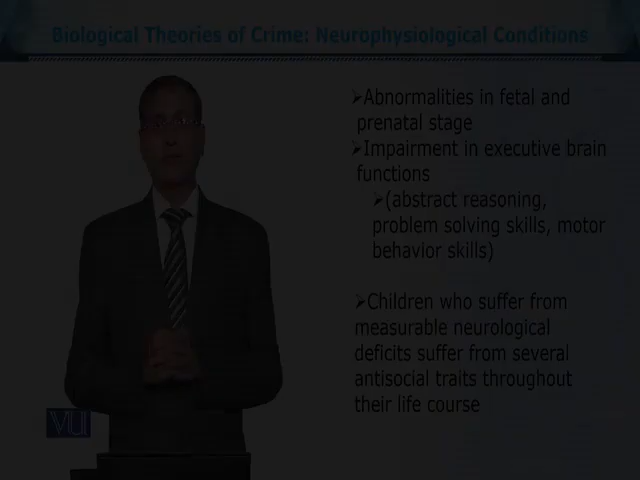 Biological Theories of Crime: Neurophysiological Conditions
➢Abnormalities in fetal and
prenatal stage
➢Impairment in executive brain
functions
➢(abstract reasoning,
problem solving skills, motor
behavior skills)
➢Children who suffer from
measurable neurological
deficits suffer from several
antisocial traits throughout
their life course
VU